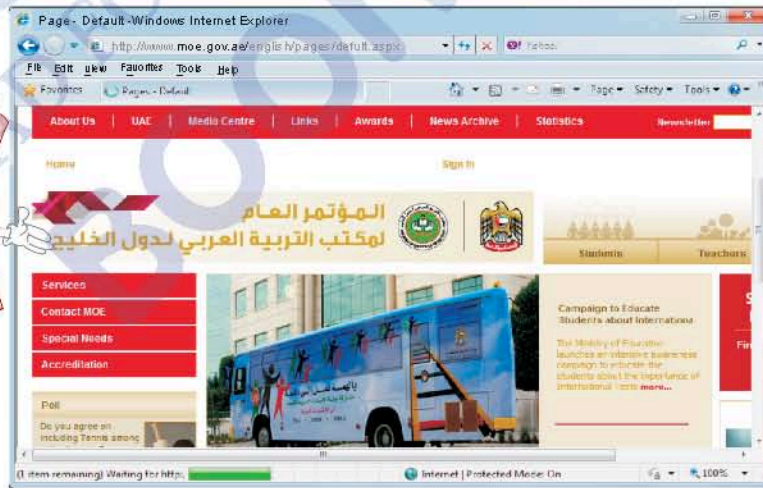 Page - Default -Windows Internet Explorer
http://www.moe.gov.ae/english/pages/defult.aspx
Yahoo
File Edit view Favorites Tools Help
Favorites Pages - Default
Page Safety Tools
About Us | UAE | Media Centre | Links | Awards | News Archive | Statistics Newsletter
Home Sign In
المؤتمر العام
لمكتب التربية العربي لدول الخليج
Students Teachers
Services
Contact MOE
Special Needs
Accreditation
Poll
Do you agree on
including Tennis among
Campaign to Educate
Students about Internationa
The Ministry of Education
launches an intensive awareness
campaign to educate the
students about the importance of
International Tests more...
(1 item remaining) Waiting for http:
Internet | Protected Mode: On
100%